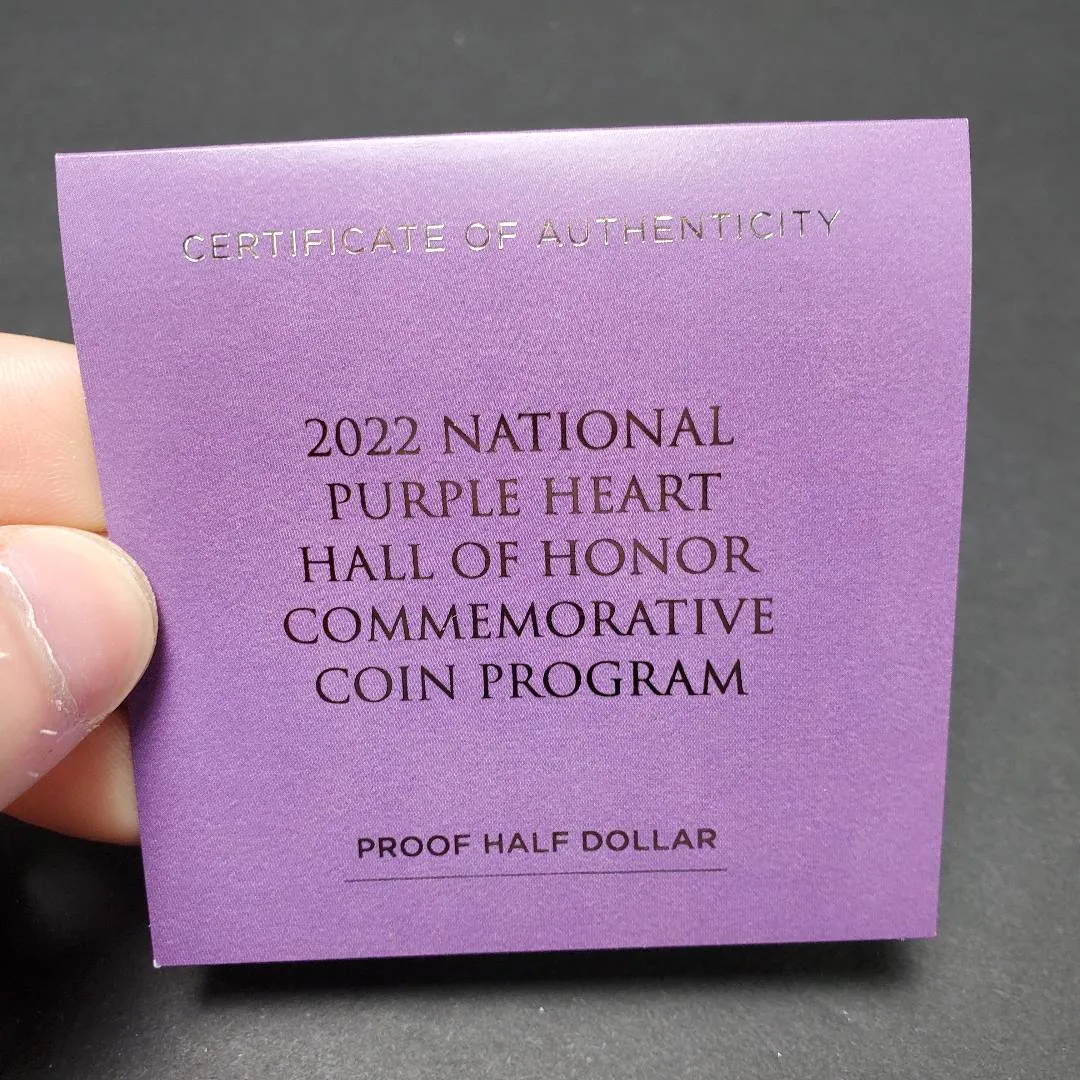 CERTIFICATE OF AUTHENTICITY
2022 NATIONAL
PURPLE HEART
HALL OF HONOR
COMMEMORATIVE
COIN PROGRAM
PROOF HALF DOLLAR